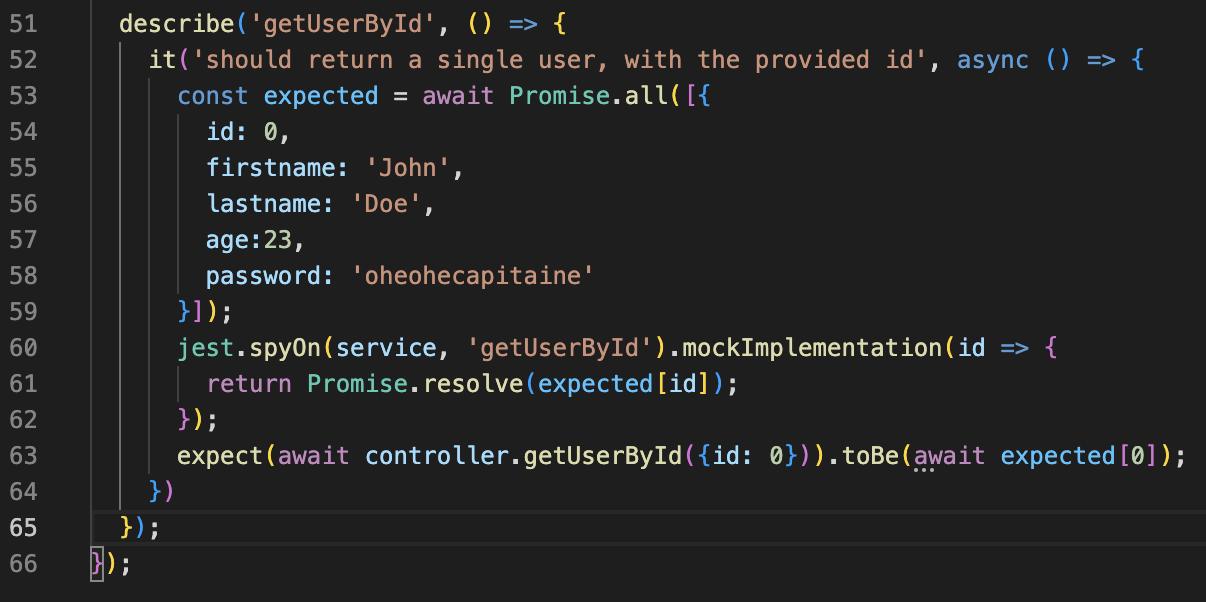 51 describe('getUserById', () => {
52 it('should return a single user, with the provided id', async () => {
53 const expected = await Promise.all([{
54 id: 0,
55 firstname: 'John',
56 lastname: 'Doe',
57 age:23,
58 password: 'oheohecapitaine'
59 }]);
60 jest.spyOn(service, 'getUserById').mockImplementation(id => {
61 return Promise.resolve(expected[id]);
62 });
63 expect(await controller.getUserById({id: 0})).toBe(await expected[0]);
64 })
65 });
66 });